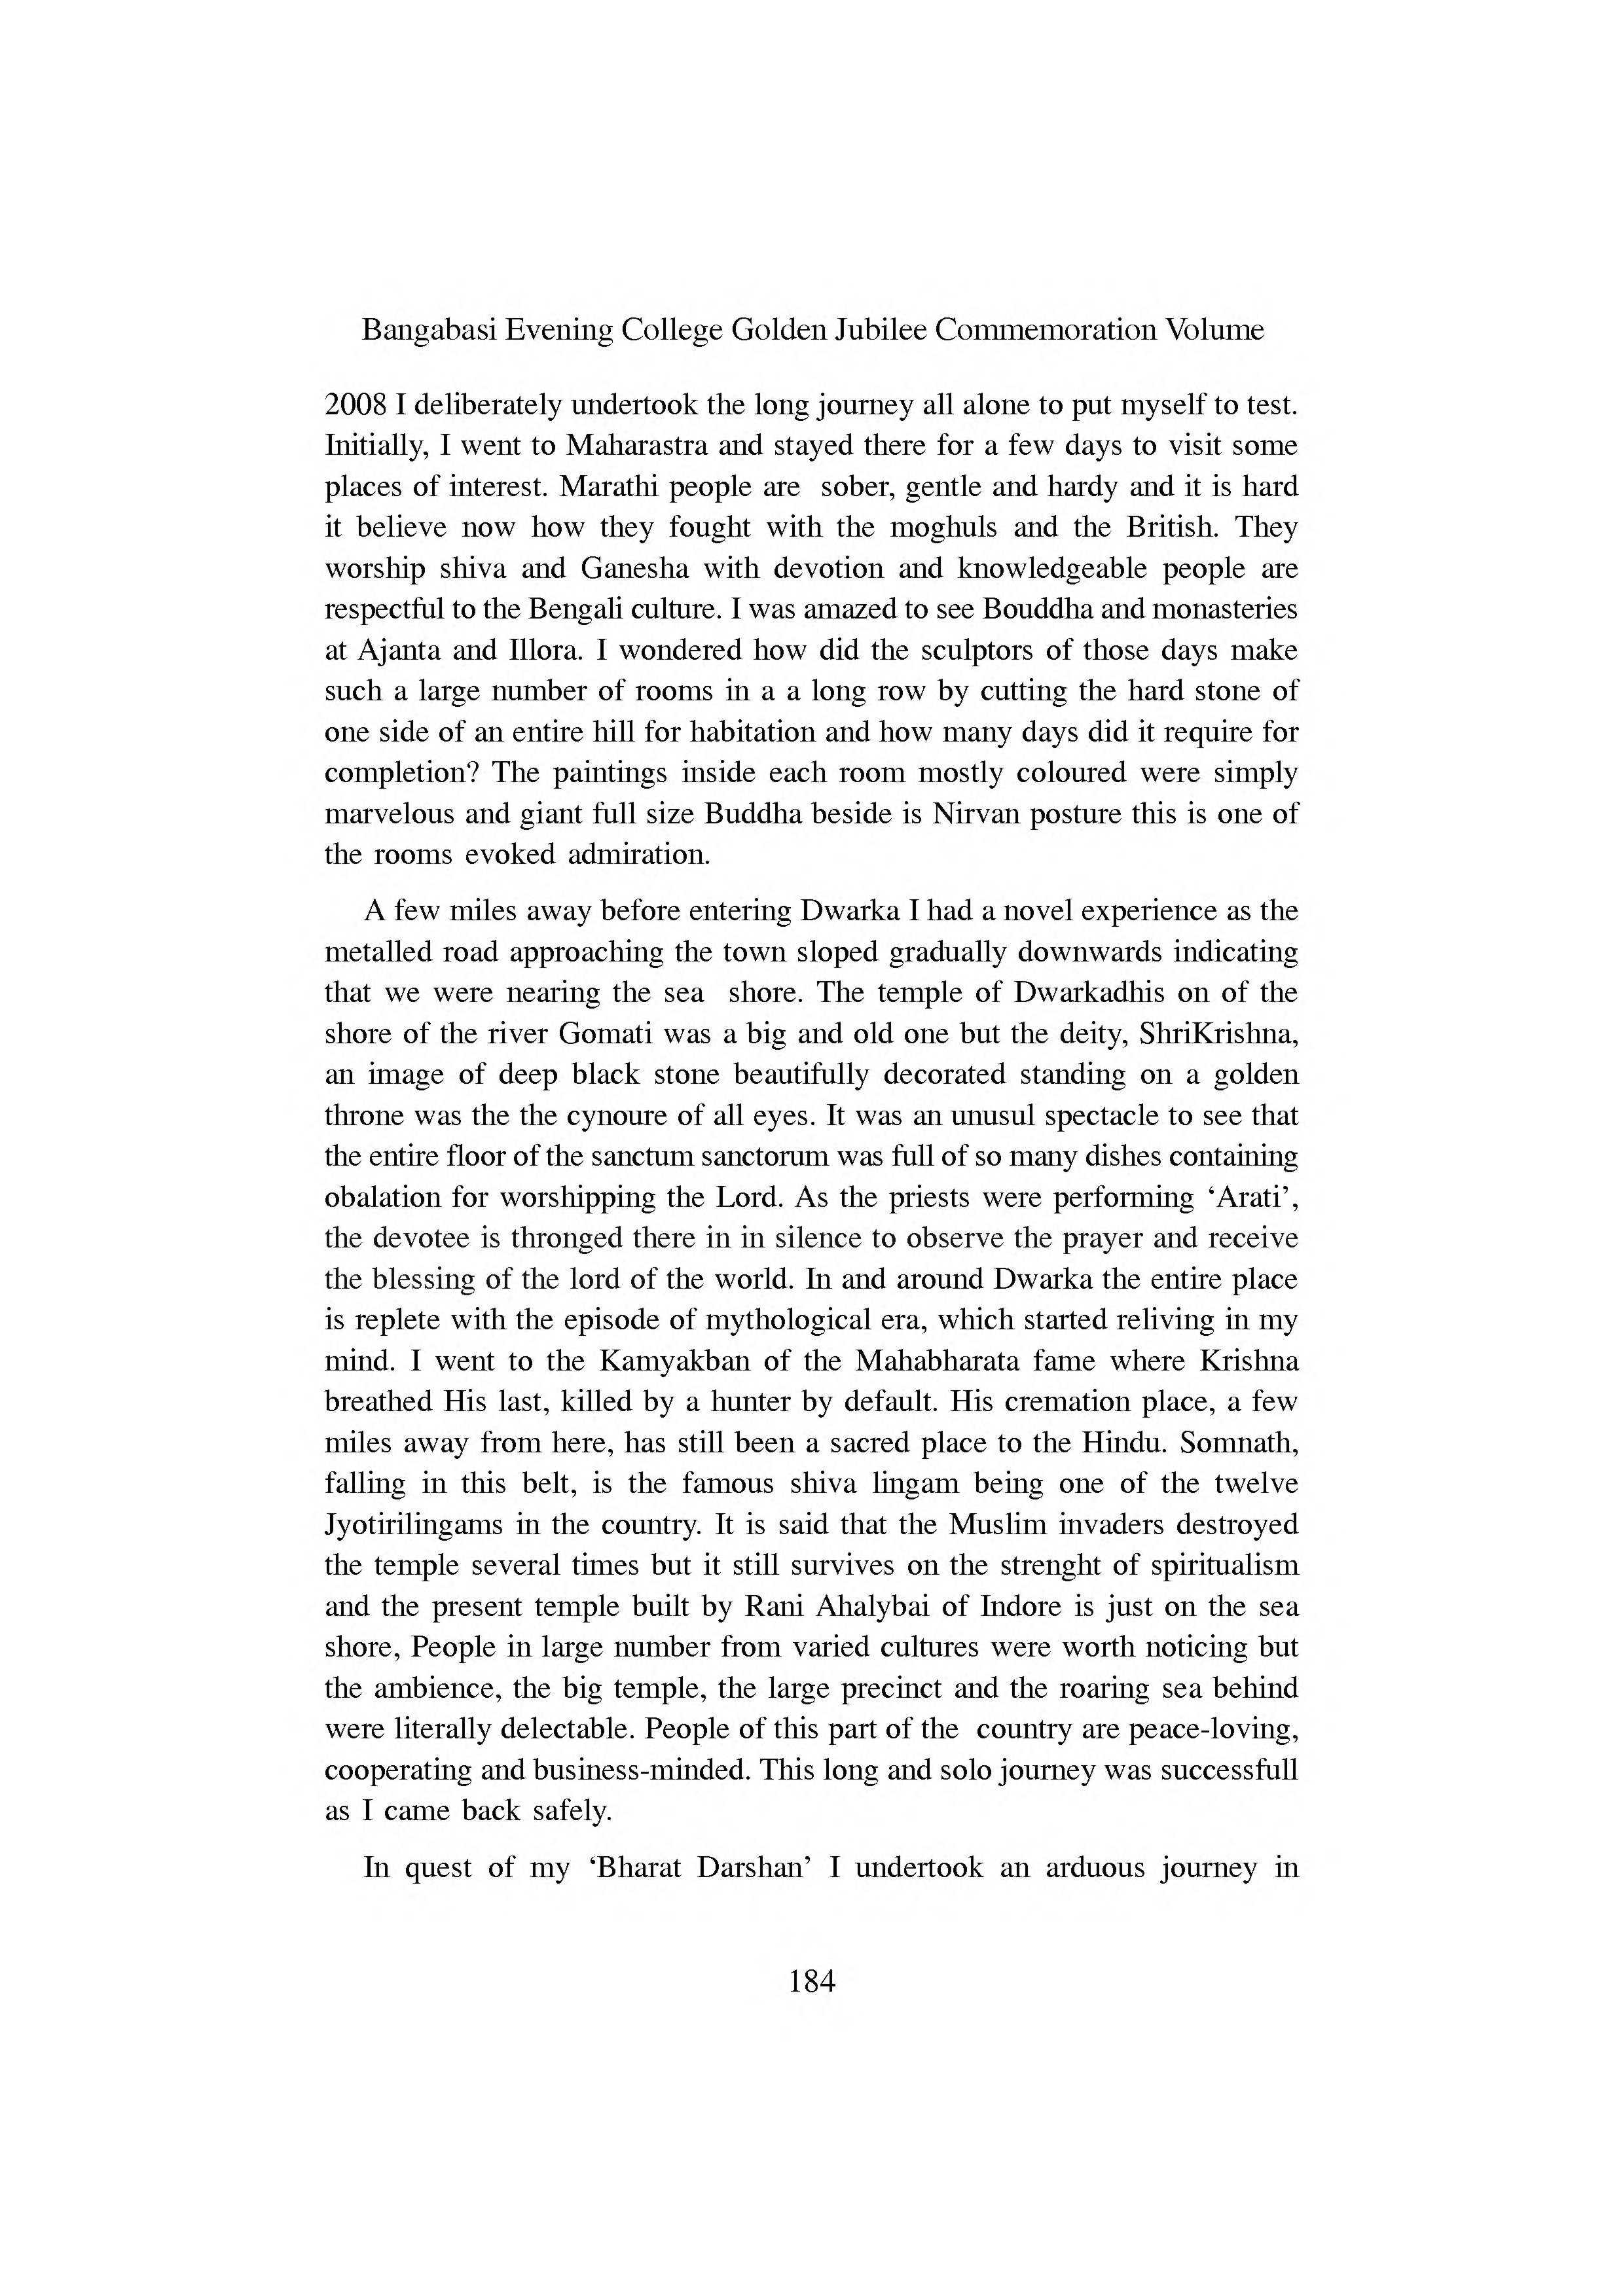 Bangabasi Evening College Golden Jubilee Commemoration Volume
2008 I deliberately undertook the long journey all alone to put myself to test.
Initially, I went to Maharastra and stayed there for a few days to visit some
places of interest. Marathi people are sober, gentle and hardy and it is hard
it believe now how they fought with the moghuls and the British. They
worship shiva and Ganesha with devotion and knowledgeable people are
respectful to the Bengali culture. I was amazed to see Bouddha and monasteries
at Ajanta and Illora. I wondered how did the sculptors of those days make
such a large number of rooms in a a long row by cutting the hard stone of
one side of an entire hill for habitation and how many days did it require for
completion? The paintings inside each room mostly coloured were simply
marvelous and giant full size Buddha beside is Nirvan posture this is one of
the rooms evoked admiration.
A few miles away before entering Dwarka I had a novel experience as the
metalled road approaching the town sloped gradually downwards indicating
that we were nearing the sea shore. The temple of Dwarkadhis on of the
shore of the river Gomati was a big and old one but the deity, ShriKrishna,
an image of deep black stone beautifully decorated standing on a golden
throne was the the cynoure of all eyes. It was an unusul spectacle to see that
the entire floor of the sanctum sanctorum was full of so many dishes containing
obalation for worshipping the Lord. As the priests were performing ‘Arati’,
the devotee is thronged there in in silence to observe the prayer and receive
the blessing of the lord of the world. In and around Dwarka the entire place
is replete with the episode of mythological era, which started reliving in my
mind. I went to the Kamyakban of the Mahabharata fame where Krishna
breathed His last, killed by a hunter by default. His cremation place, a few
miles away from here, has still been a sacred place to the Hindu. Somnath,
falling in this belt, is the famous shiva lingam being one of the twelve
Jyotirilingams in the country. It is said that the Muslim invaders destroyed
the temple several times but it still survives on the strenght of spiritualism
and the present temple built by Rani Ahalybai of Indore is just on the sea
shore, People in large number from varied cultures were worth noticing but
the ambience, the big temple, the large precinct and the roaring sea behind
were literally delectable. People of this part of the country are peace-loving,
cooperating and business-minded. This long and solo journey was successfull
as I came back safely.
In quest of my ‘Bharat Darshan’ I undertook an arduous journey in
184